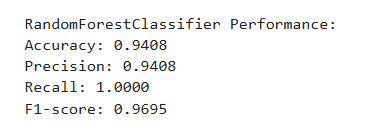 RandomForestClassifier Performance:
Accuracy: 0.9408
Precision: 0.9408
Recall: 1.0000
F1-score: 0.9695